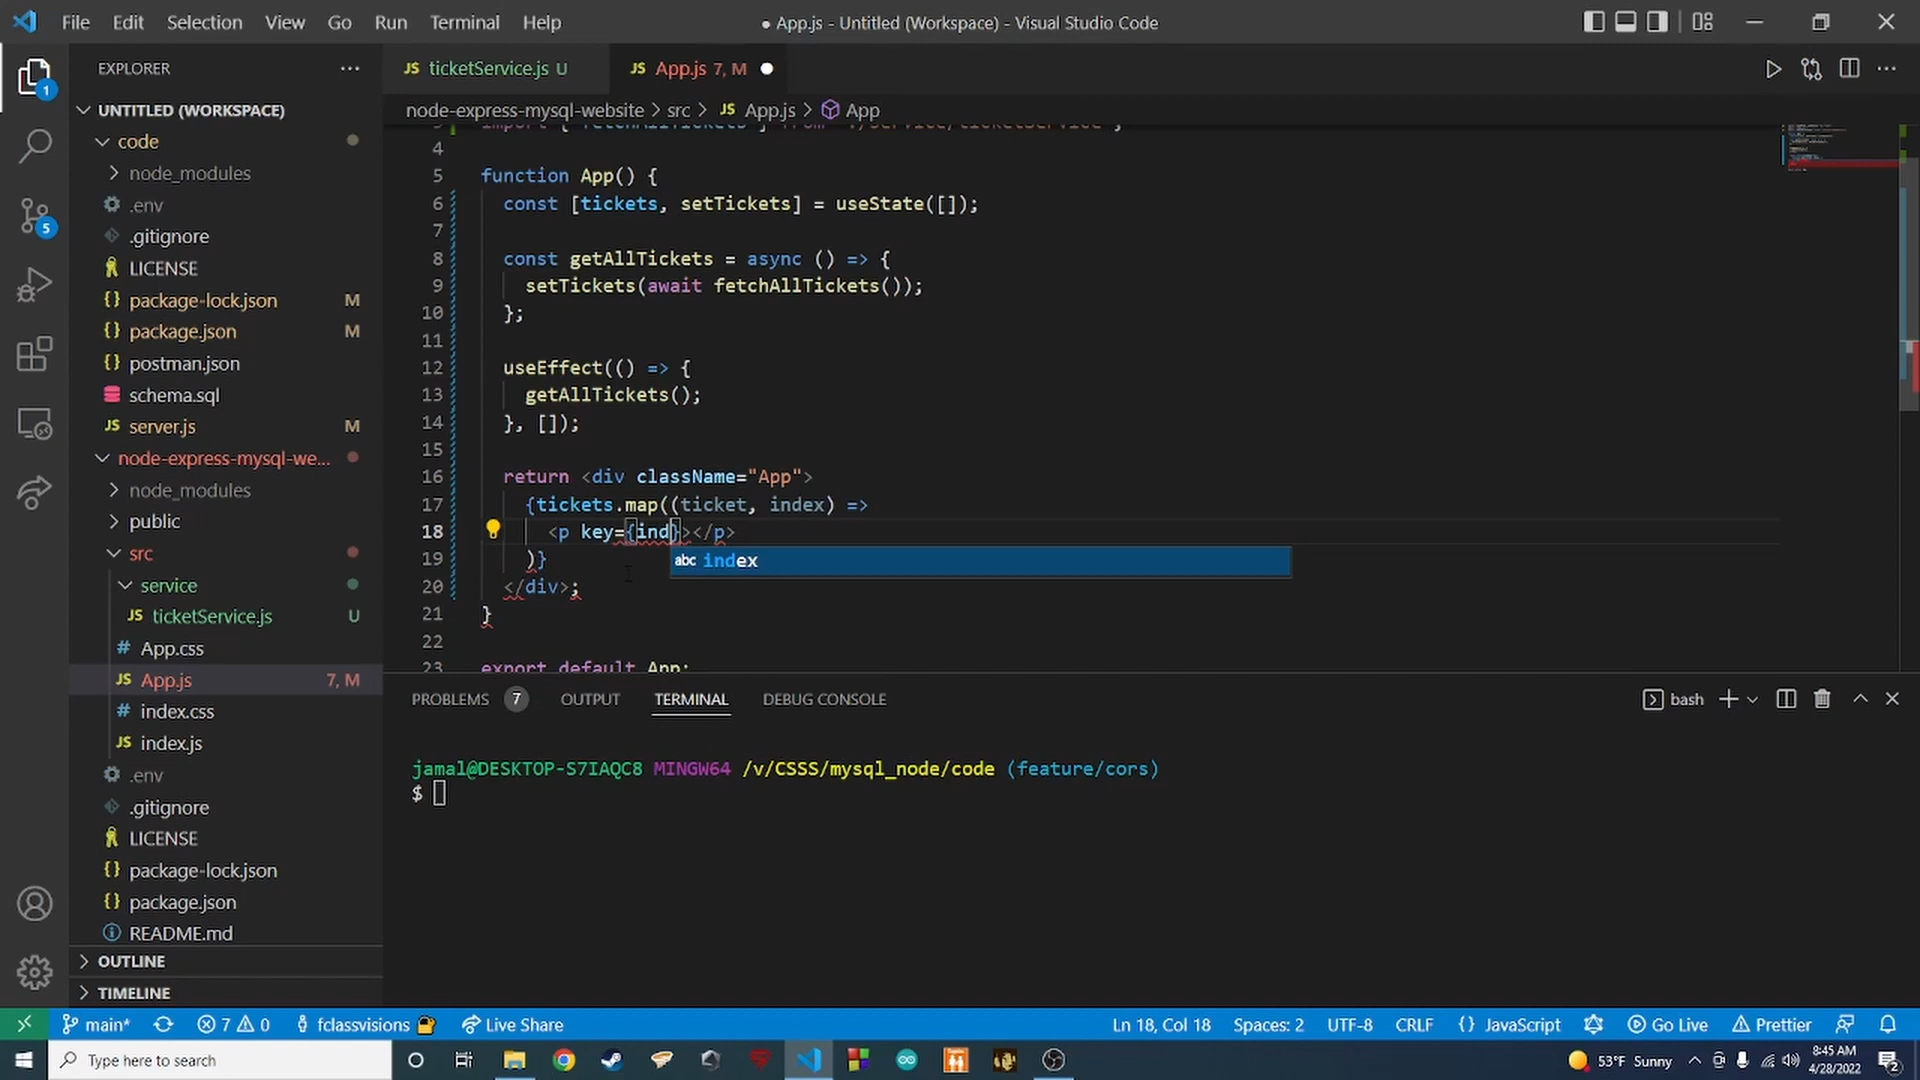 File Edit Selection View Go Run Terminal Help
● App.js - Untitled (Workspace) - Visual Studio Code
EXPLORER ···
1
5
UNTITLED (WORKSPACE)
code
node_modules
.env
.gitignore
LICENSE
package-lock.json M
package.json M
postman.json
schema.sql
JS server.js M
node-express-mysql-we...
node_modules
public
src
service
JS ticketService.js U
# App.css
JS App.js 7, M
# index.css
JS index.js
.env
.gitignore
LICENSE
{} package-lock.json
{} package.json
README.md
OUTLINE
TIMELINE
JS ticketService.js U JS App.js 7, M ●
node-express-mysql-website > src > JS App.js > App
4
5 function App() {
6 const [tickets, setTickets] = useState([]);
7
8 const getAllTickets = async () => {
9 setTickets(await fetchAllTickets());
10 };
11
12 useEffect(() => {
13 getAllTickets();
14 }, []);
15
16 return <div className="App">
17 {tickets.map((ticket, index) =>
18 <p key={ind}></p>
abc index
19 )}
20 </div>;
21 }
22
23 export default App;
PROBLEMS 7 OUTPUT TERMINAL DEBUG CONSOLE
bash
jamal@DESKTOP-S7IAQC8 MINGW64 /v/CSSS/mysql_node/code (feature/cors)
$
main* 7 0 fclassvisions Live Share
Ln 18, Col 18 Spaces: 2 UTF-8 CRLF {} JavaScript Go Live Prettier
Type here to search
53°F Sunny
8:45 AM
4/28/2022
2